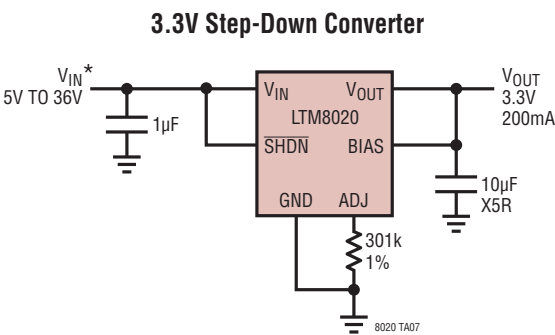 3.3V Step-Down Converter
VIN*
5V TO 36V
1µF
VIN
VOUT
LTM8020
SHDN
BIAS
GND
ADJ
VOUT
3.3V
200mA
10µF
X5R
301k
1%
8020 TA07